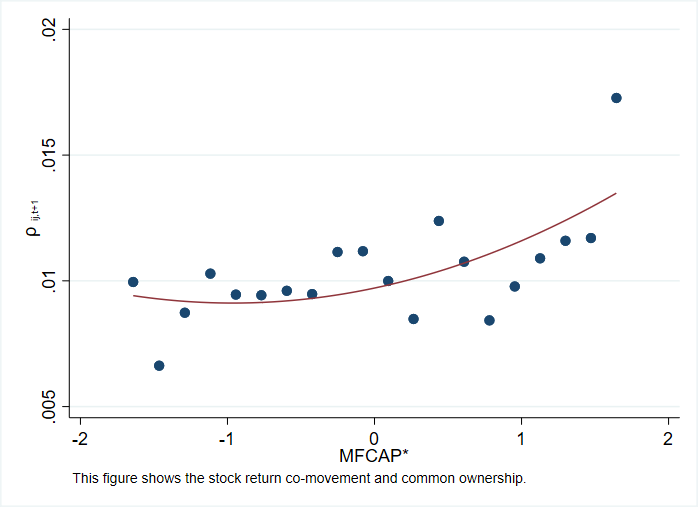 .02
.015
.01
.005
ρ ij,t+1
-2 -1 0 1 2
MFCAP*
This figure shows the stock return co-movement and common ownership.